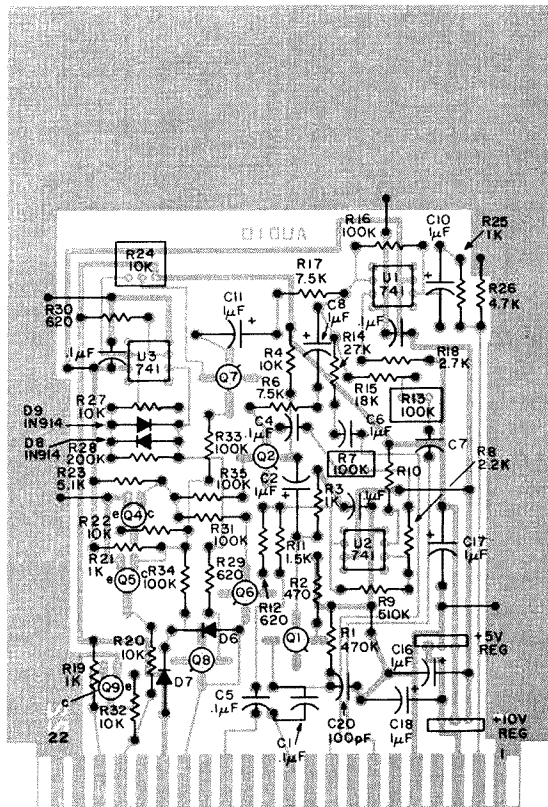 AUDIO
R16
100K
C10
1µF
R25
1K
R24
10K
R17
7.5K
U1
741
R26
4.7K
R30
620
C11
1µF
C8
1µF
.1µF
R14
27K
.1µF
U3
741
R4
10K
R18
2.7K
Q7
R6
7.5K
R15
18K
R13
100K
R27
10K
D9
1N914
D8
1N914
R28
200K
R33
100K
C4
.1µF
C6
.1µF
C7
R8
2.2K
Q2
R7 100K
R23
5.1K
R35
100K
C2
1µF
R3
1K
R10
.1µF
e Q4 c
R22
10K
R31
100K
U2
741
C17
1µF
R21
1K
e Q5 c
R34
100K
R29
620
R11
1.5K
R2
470
Q6
R12
620
R9
510K
R20
10K
D6
Q1
R1
470K
+5V
REG
C16
1µF
R19
1K
Q9 e
c
Q8
D7
R32
10K
C5
.1µF
C1
.1µF
C20
100pF
C18
1µF
+10V
REG
22
1